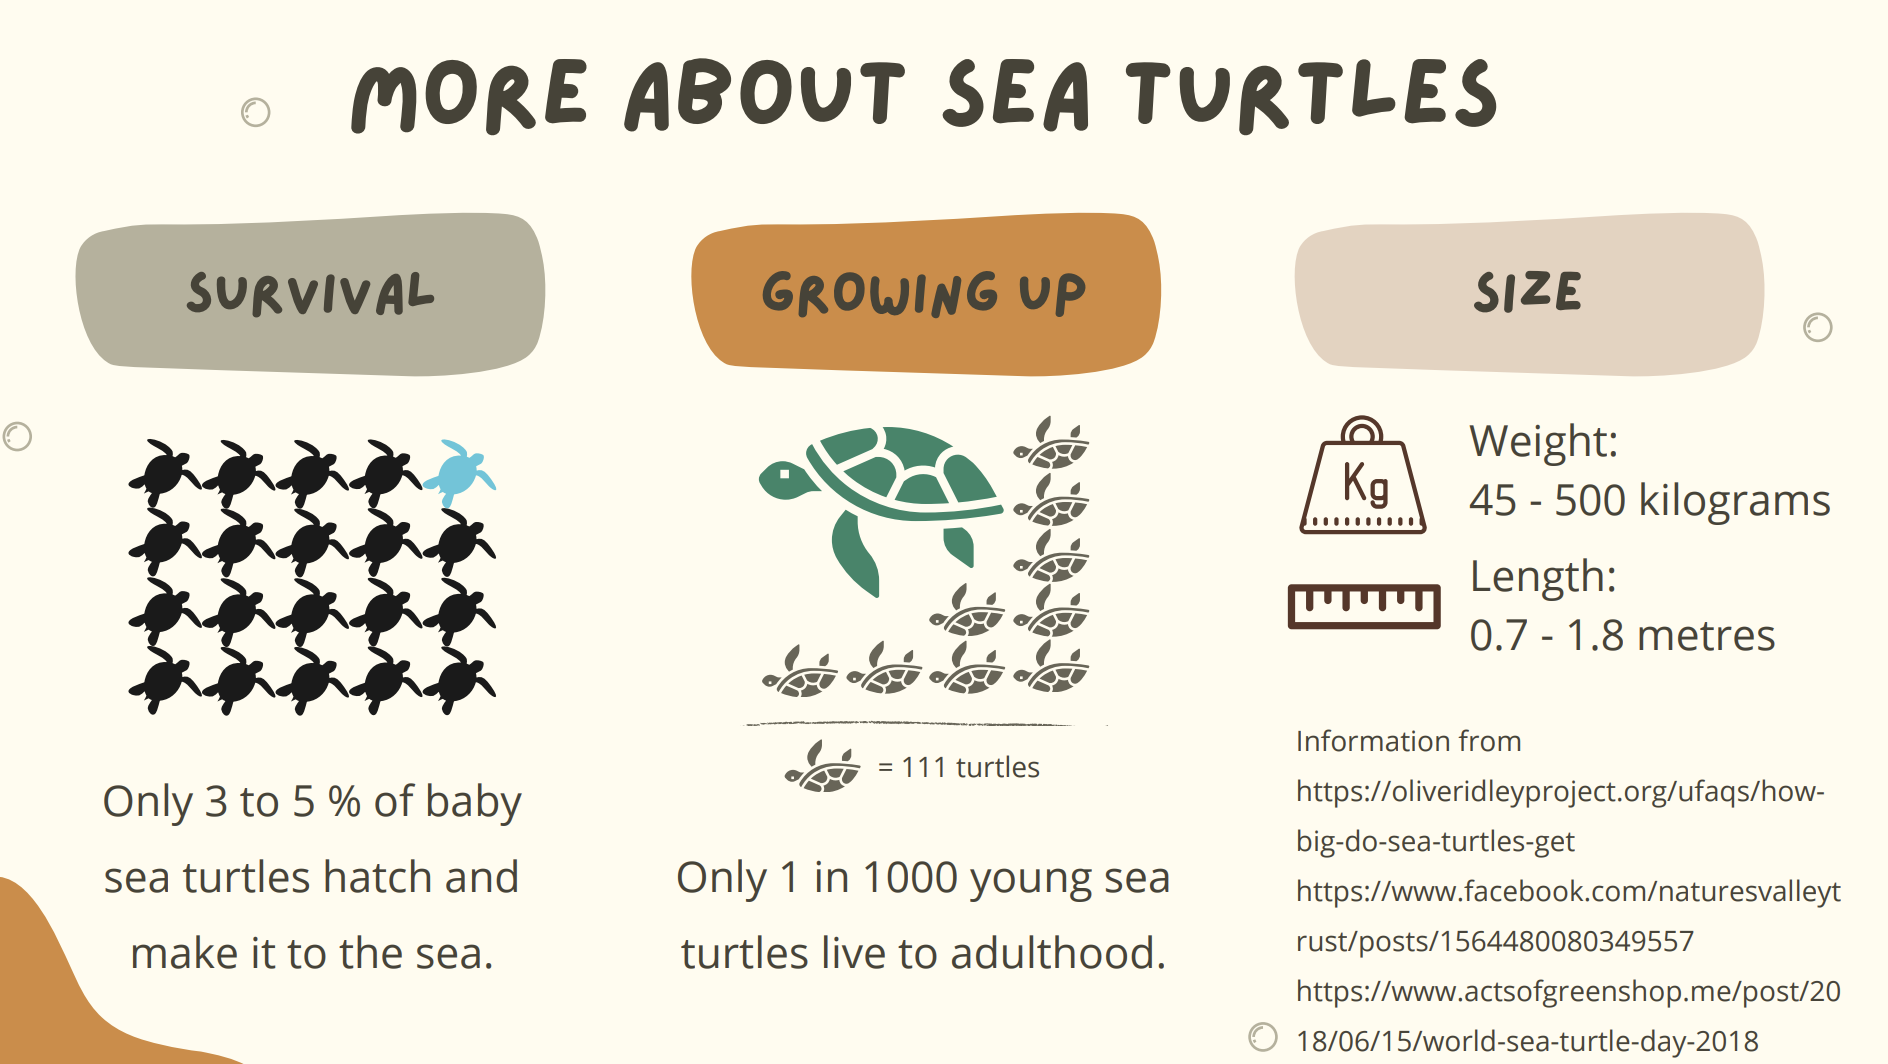 MORE ABOUT SEA TURTLES
SURVIVAL
Only 3 to 5 % of baby
sea turtles hatch and
make it to the sea.
GROWING UP
= 111 turtles
Only 1 in 1000 young sea
turtles live to adulthood.
SIZE
Kg
Weight:
45 - 500 kilograms
Length:
0.7 - 1.8 metres
Information from
https://oliveridleyproject.org/ufaqs/how-
big-do-sea-turtles-get
https://www.facebook.com/naturesvalleyt
rust/posts/1564480080349557
https://www.actsofgreenshop.me/post/20
18/06/15/world-sea-turtle-day-2018